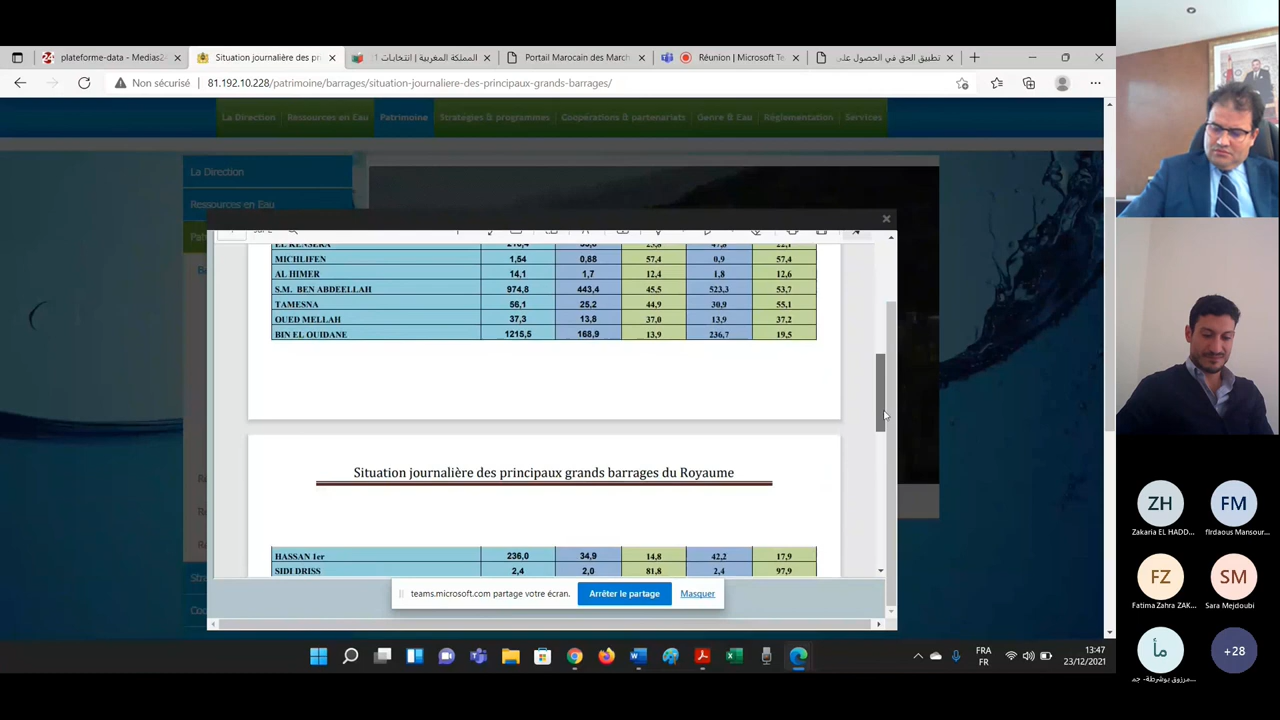 plateforme-data - Medias2
Situation journalière des pr
المملكة المغربية | انتخابات 1
Portail Marocain des March
Réunion | Microsoft Te
تطبيق الحق في الحصول على
Non sécurisé
81.192.10.228/patrimoine/barrages/situation-journaliere-des-principaux-grands-barrages/
La Direction
Ressources en Eau
Patrimoine
Stratégies & programmes
Coopérations & partenariats
Genre & Eau
Réglementation
Services
La Direction
Ressources en Eau
MICHLIFEN 1,54 0,88 57,4 0,9 57,4
AL HIMER 14,1 1,7 12,4 1,8 12,6
S.M. BEN ABDEELLAH 974,8 443,4 45,5 523,3 53,7
TAMESNA 56,1 25,2 44,9 30,9 55,1
OUED MELLAH 37,3 13,8 37,0 13,9 37,2
BIN EL OUIDANE 1215,5 168,9 13,9 236,7 19,5
Situation journalière des principaux grands barrages du Royaume
HASSAN 1er 236,0 34,9 14,8 42,2 17,9
SIDI DRISS 2,4 2,0 81,8 2,4 97,9
teams.microsoft.com partage votre écran.
Arrêter le partage
Masquer
FRA
FR
13:47
23/12/2021
ZH
Zakaria EL HADD...
FM
firdaous Mansour...
FZ
Fatima Zahra ZAK...
SM
Sara Mejdoubi
مأ
مرزوق بوشرطة- جم...
+28